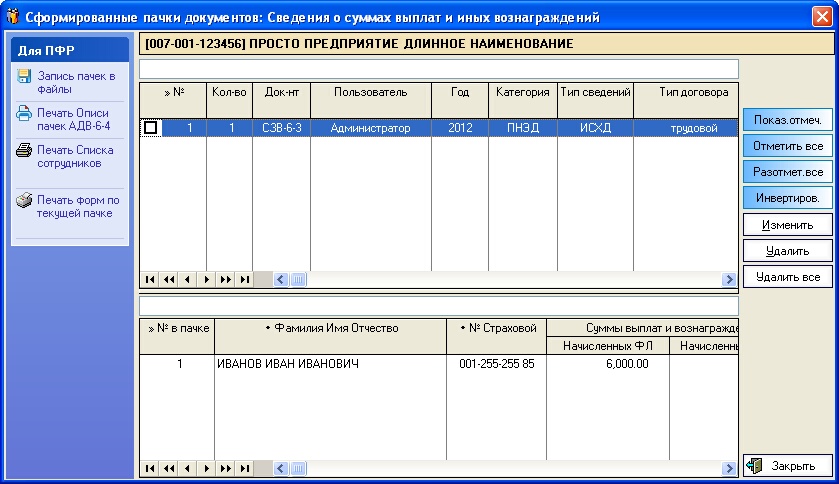 Сформированные пачки документов: Сведения о суммах выплат и иных вознаграждений
Для ПФР
Запись пачек в
файлы
Печать Описи
пачек АДВ-6-4
Печать Списка
сотрудников
Печать форм по
текущей пачке
[007-001-123456] ПРОСТО ПРЕДПРИЯТИЕ ДЛИННОЕ НАИМЕНОВАНИЕ
» № Кол-во Док-нт Пользователь Год Категория Тип сведений Тип договора
1 1 СЗВ-6-3 Администратор 2012 ПНЭД ИСХД трудовой
Показ.отмеч.
Отметить все
Разотмет.все
Инвертиров.
Изменить
Удалить
Удалить все
» № в пачке • Фамилия Имя Отчество • № Страховой Суммы выплат и вознагражде
Начисленных ФЛ Начисленны
1 ИВАНОВ ИВАН ИВАНОВИЧ 001-255-255 85 6,000.00
Закрыть